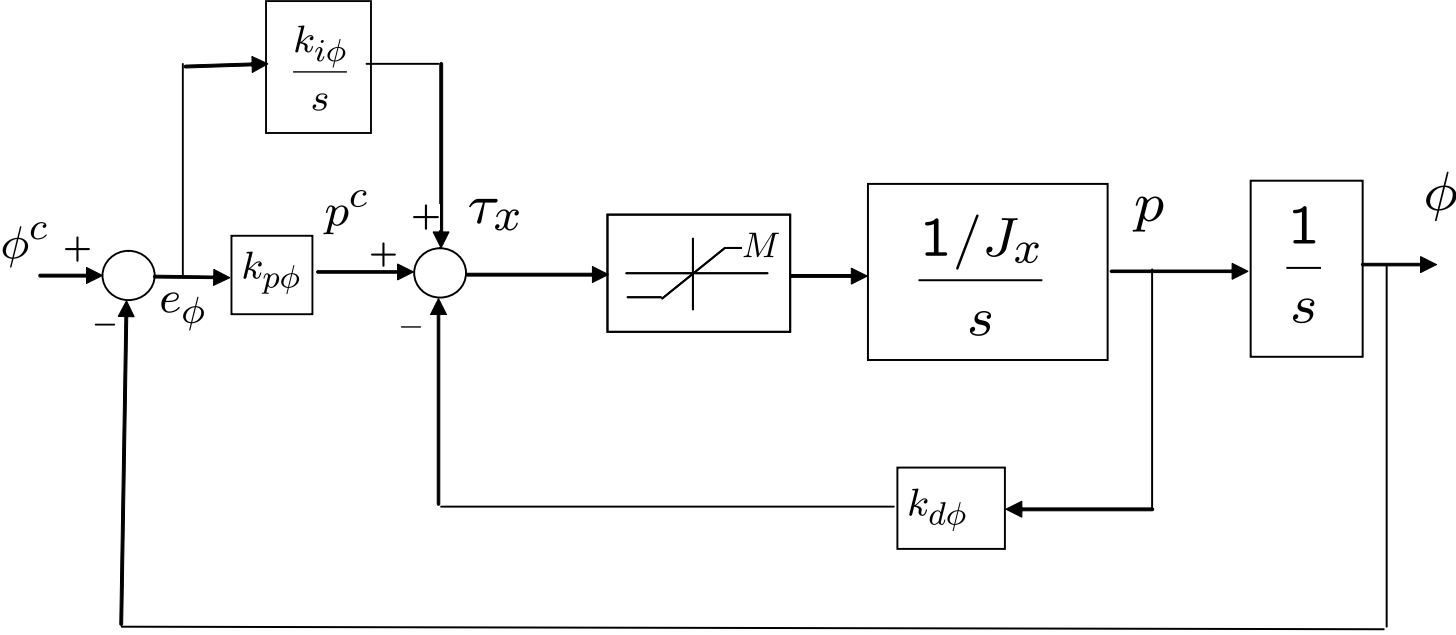 k_{iφ}
s
φ^c
+
−
e_φ
k_{pφ}
p^c
+
+
−
τ_x
M
1/J_x
s
p
1
s
φ
k_{dφ}